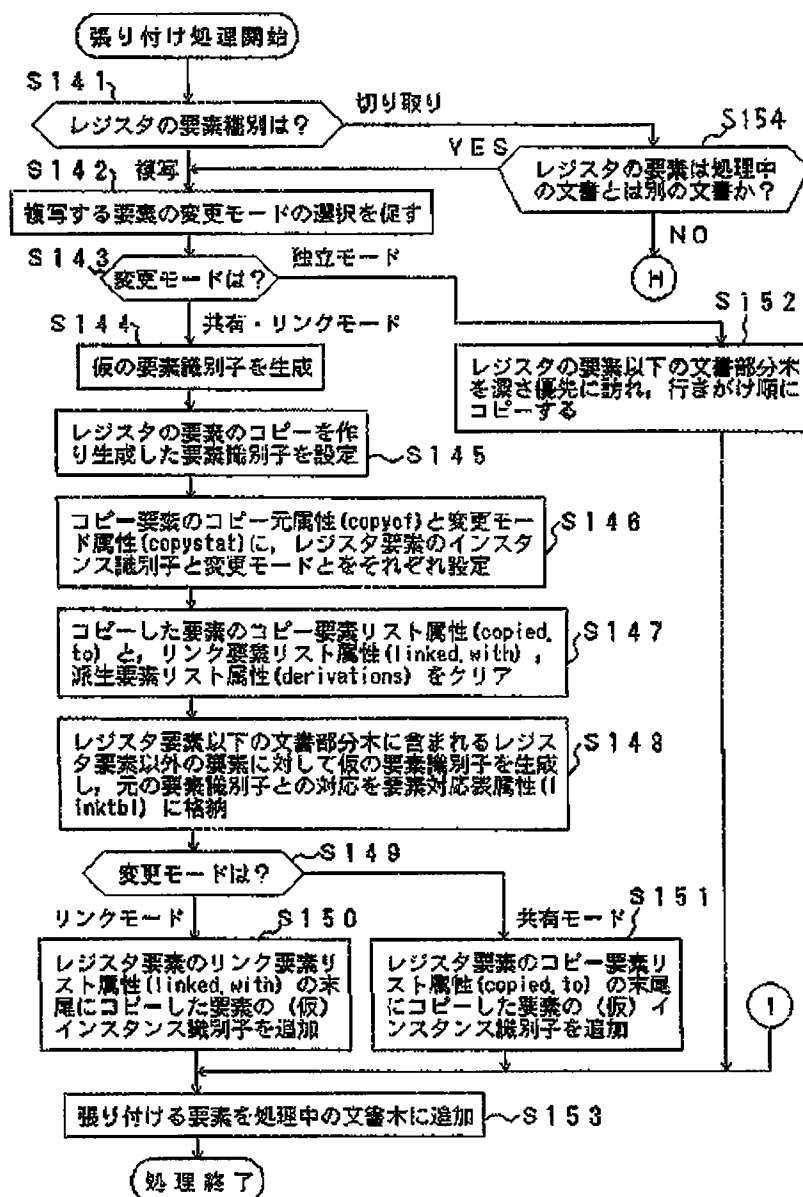 張り付け処理開始
S141
レジスタの要素識別は？
切り取り
S154
レジスタの要素は処理中
の文書とは別の文書か？
YES
NO
H
S142
複写
複写する要素の変更モードの選択を促す
S143
変更モードは？
独立モード
S144
共有・リンクモード
仮の要素識別子を生成
S152
レジスタの要素以下の文書部分木
を深さ優先に訪れ，行きがけ順に
コピーする
レジスタの要素のコピーを作
り生成した要素識別子を設定
S145
コピー要素のコピー元属性(copyof)と変更モー
ド属性(copystat)に，レジスタ要素のインスタ
ンス識別子と変更モードとをそれぞれ設定
S146
コピーした要素のコピー要素リスト属性(copied.
to) と，リンク要素リスト属性(linked.with) ，
派生要素リスト属性(derivations) をクリア
S147
レジスタ要素以下の文書部分木に含まれるレジス
タ要素以外の要素に対して仮の要素識別子を生成
し，元の要素識別子との対応を要素対応表属性(l
inktbl) に格納
S148
変更モードは？
S149
リンクモード
S150
レジスタ要素のリンク要素リ
スト属性(linked.with) の末
尾にコピーした要素の（仮）
インスタンス識別子を追加
共有モード
S151
レジスタ要素のコピー要素リ
スト属性(copied.to) の末尾
にコピーした要素の（仮）イ
ンスタンス識別子を追加
1
張り付ける要素を処理中の文書木に追加
S153
処理終了